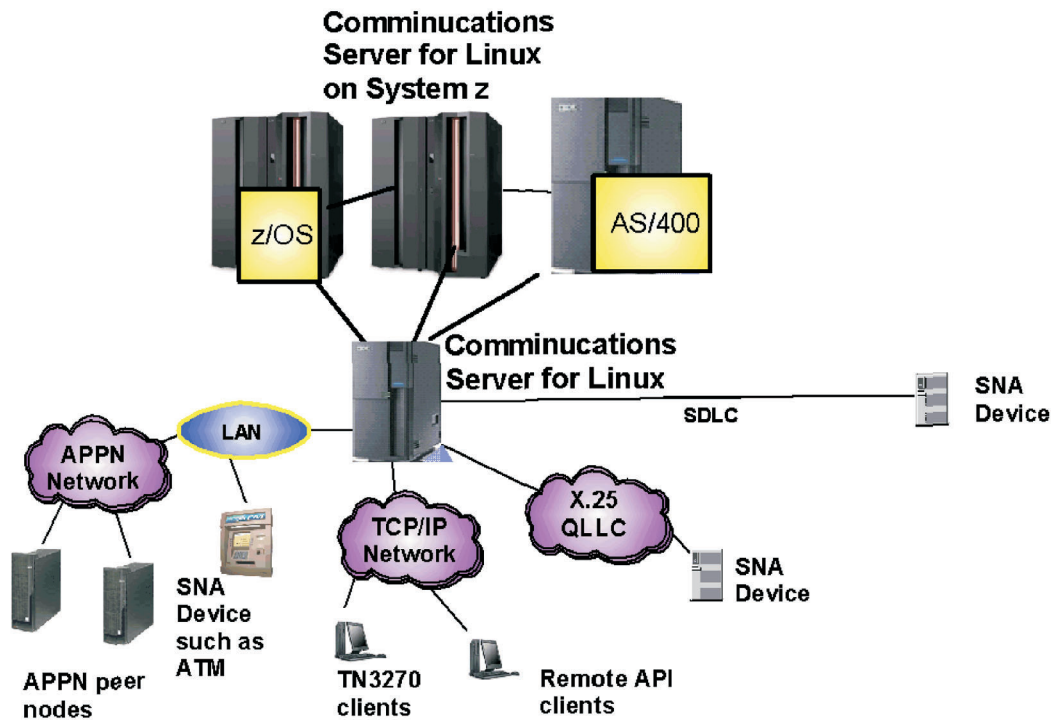 Comminucations
Server for Linux
on System z
z/OS
AS/400
Comminucations
Server for Linux
SDLC
SNA
Device
LAN
APPN
Network
TCP/IP
Network
X.25
QLLC
SNA
Device
SNA
Device
such as
ATM
APPN peer
nodes
TN3270
clients
Remote API
clients